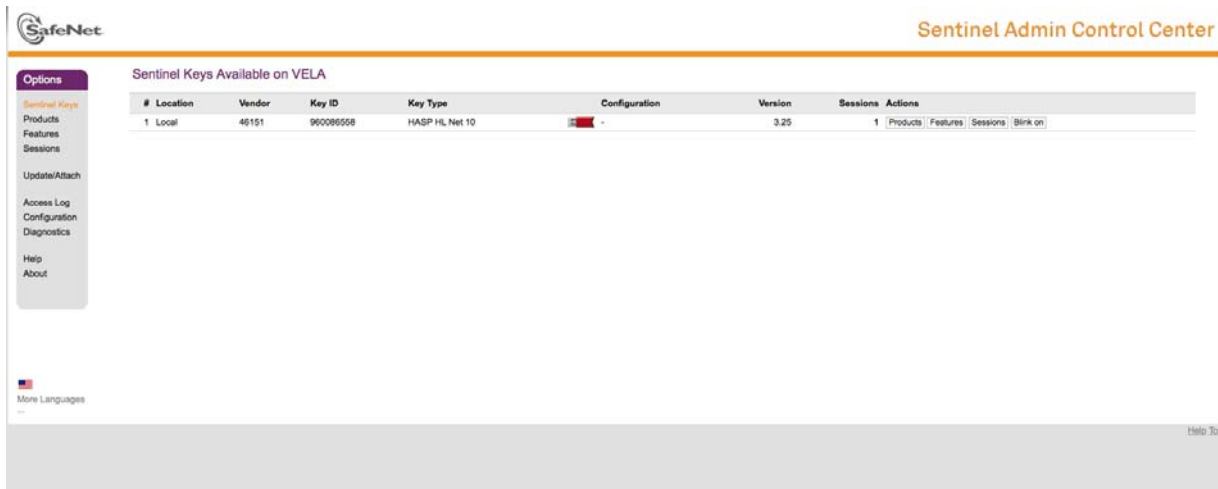 SafeNet
Sentinel Admin Control Center
Options
Sentinel Keys
Products
Features
Sessions
Update/Attach
Access Log
Configuration
Diagnostics
Help
About
More Languages
...
Sentinel Keys Available on VELA
# Location Vendor Key ID Key Type Configuration Version Sessions Actions
1 Local 46151 960086558 HASP HL Net 10 - 3.25 1 Products Features Sessions Blink on
Help To